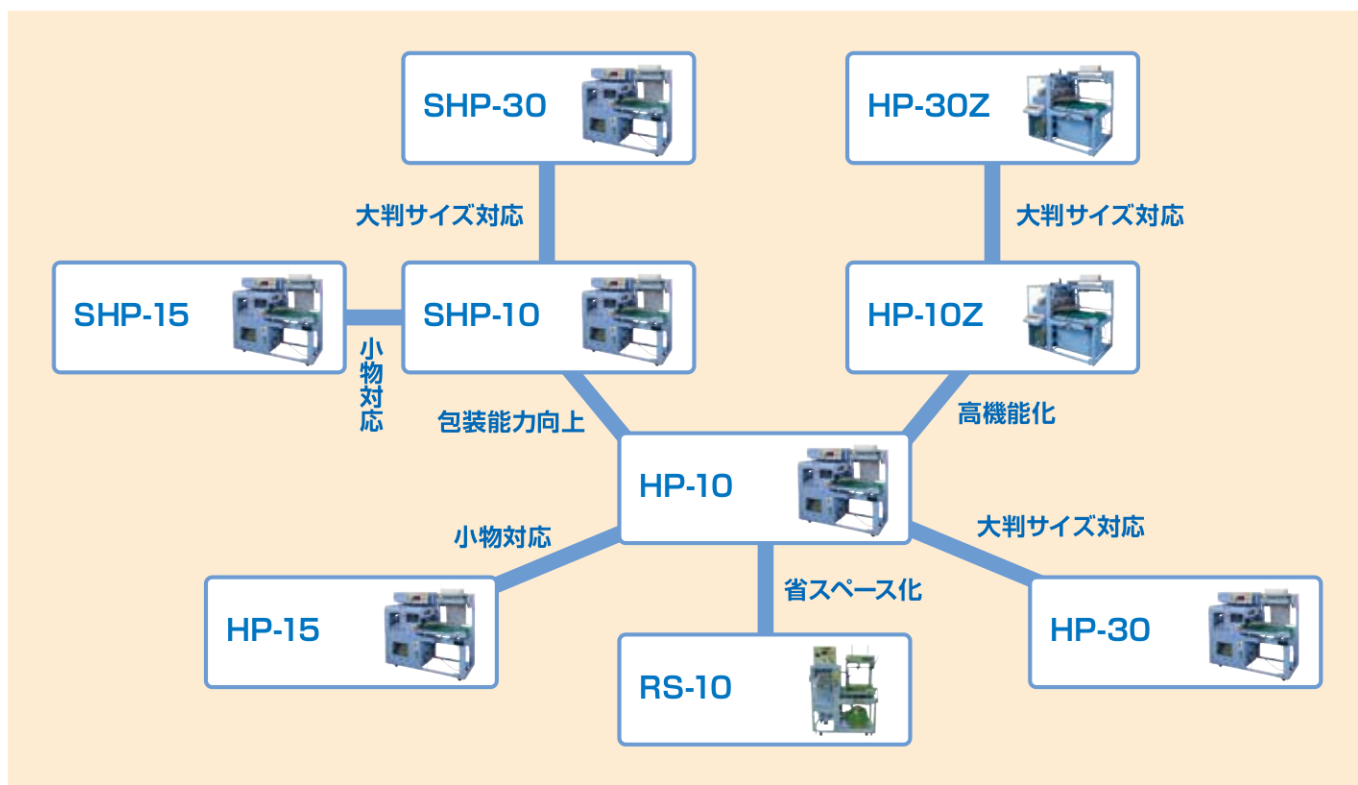 SHP-30
HP-30Z
大判サイズ対応
大判サイズ対応
SHP-15
SHP-10
HP-10Z
小物対応
包装能力向上
高機能化
HP-10
小物対応
大判サイズ対応
省スペース化
HP-15
HP-30
RS-10